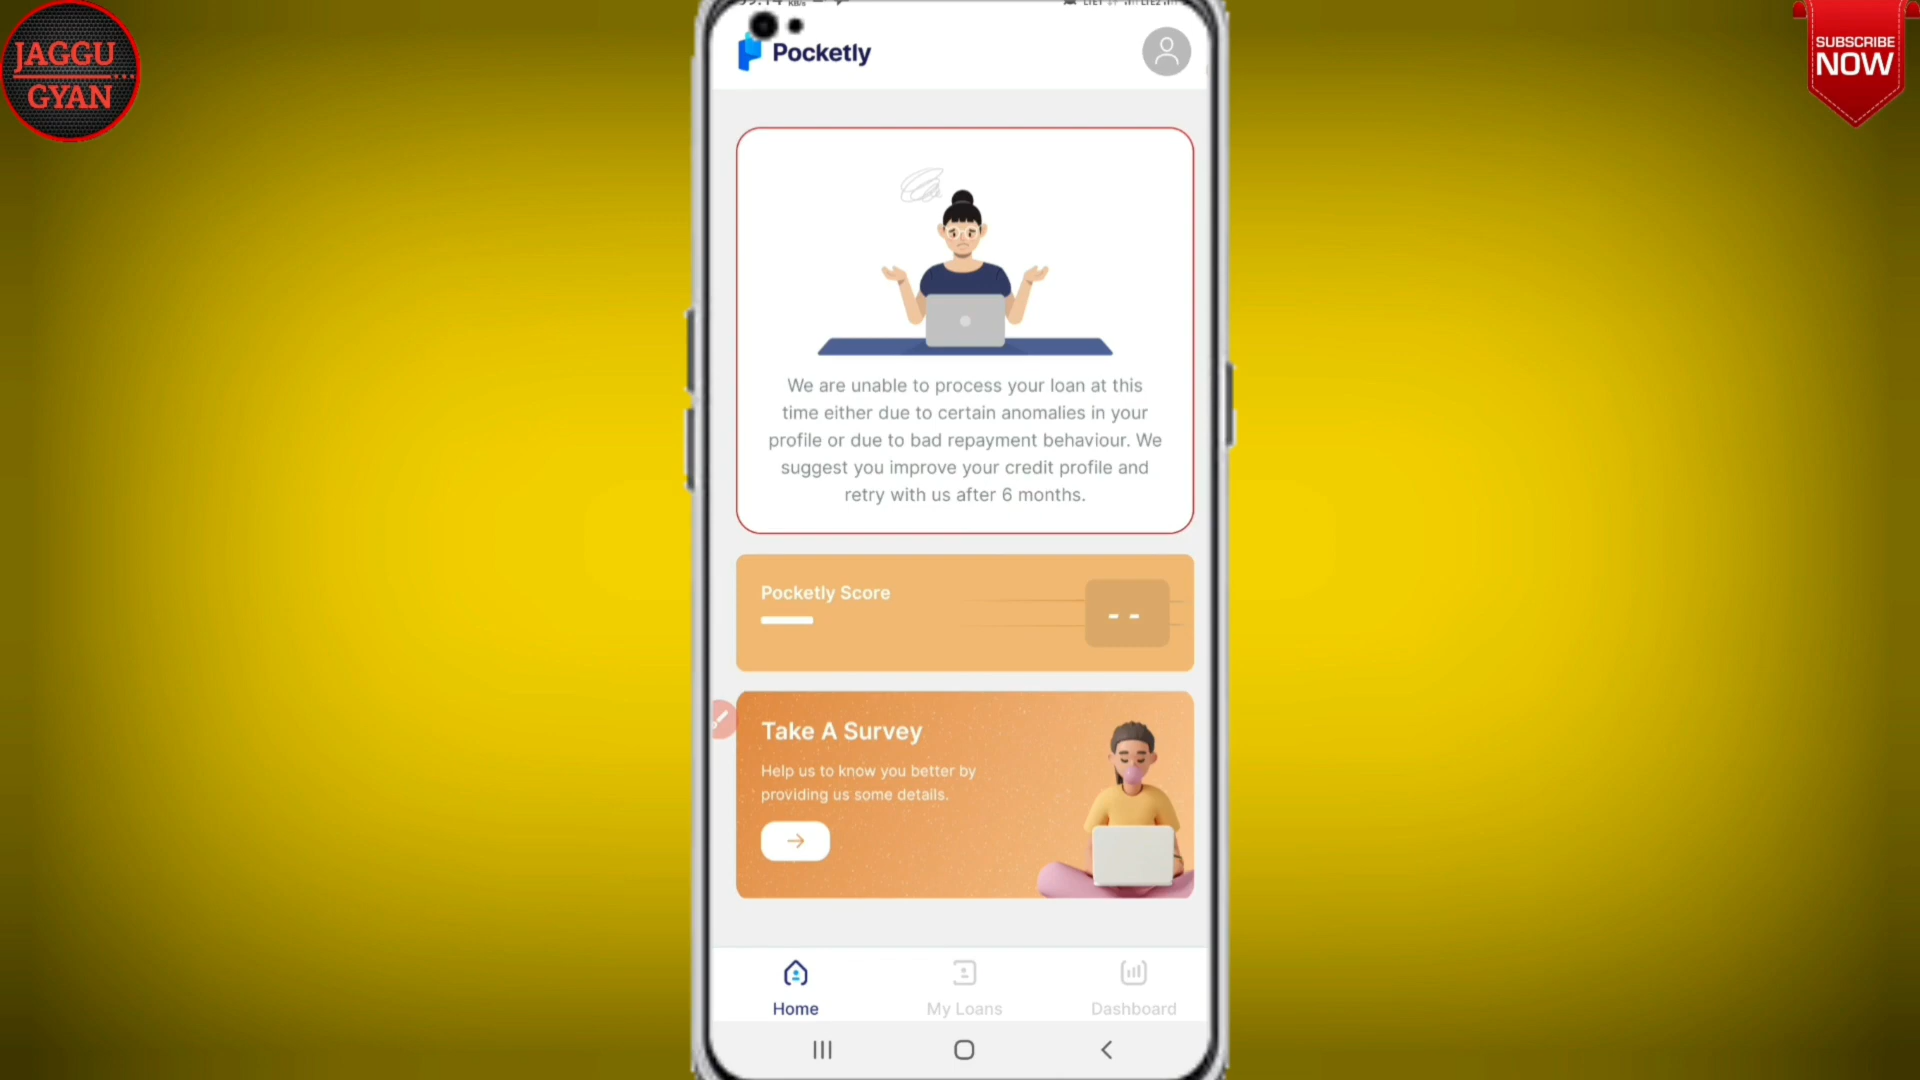 JAGGU
GYAN
SUBSCRIBE
NOW
Pocketly
We are unable to process your loan at this
time either due to certain anomalies in your
profile or due to bad repayment behaviour. We
suggest you improve your credit profile and
retry with us after 6 months.
Pocketly Score
--
Take A Survey
Help us to know you better by
providing us some details.
Home
My Loans
Dashboard